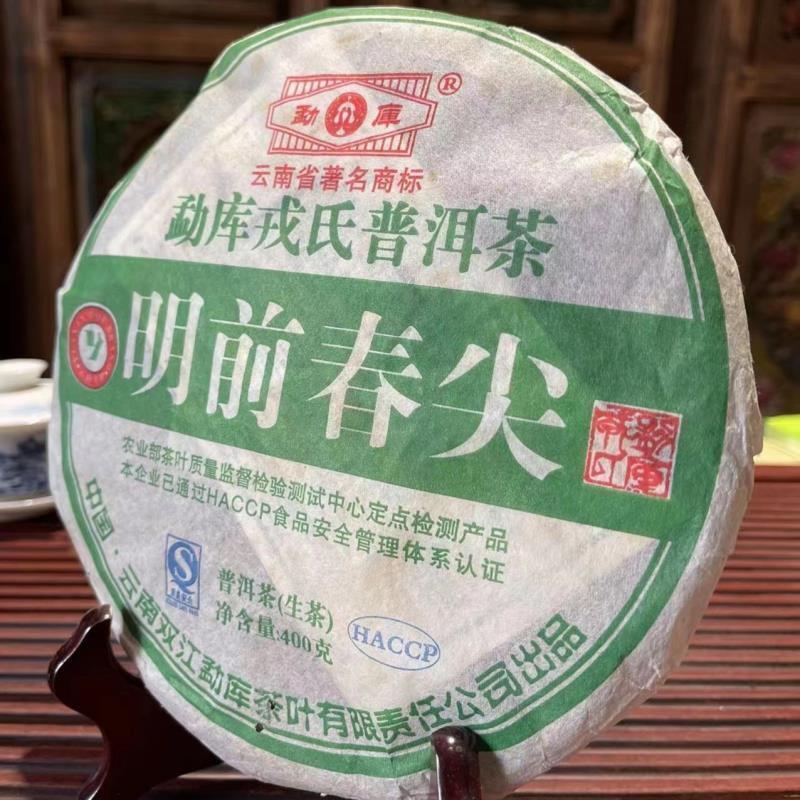 勐庫®
云南省著名商标
勐库戎氏普洱茶
明前春尖
农业部茶叶质量监督检验测试中心定点检测产品
本企业已通过HACCP食品安全管理体系认证
普洱茶(生茶)
净含量:400克
HACCP
中国·云南双江勐库茶叶有限责任公司出品